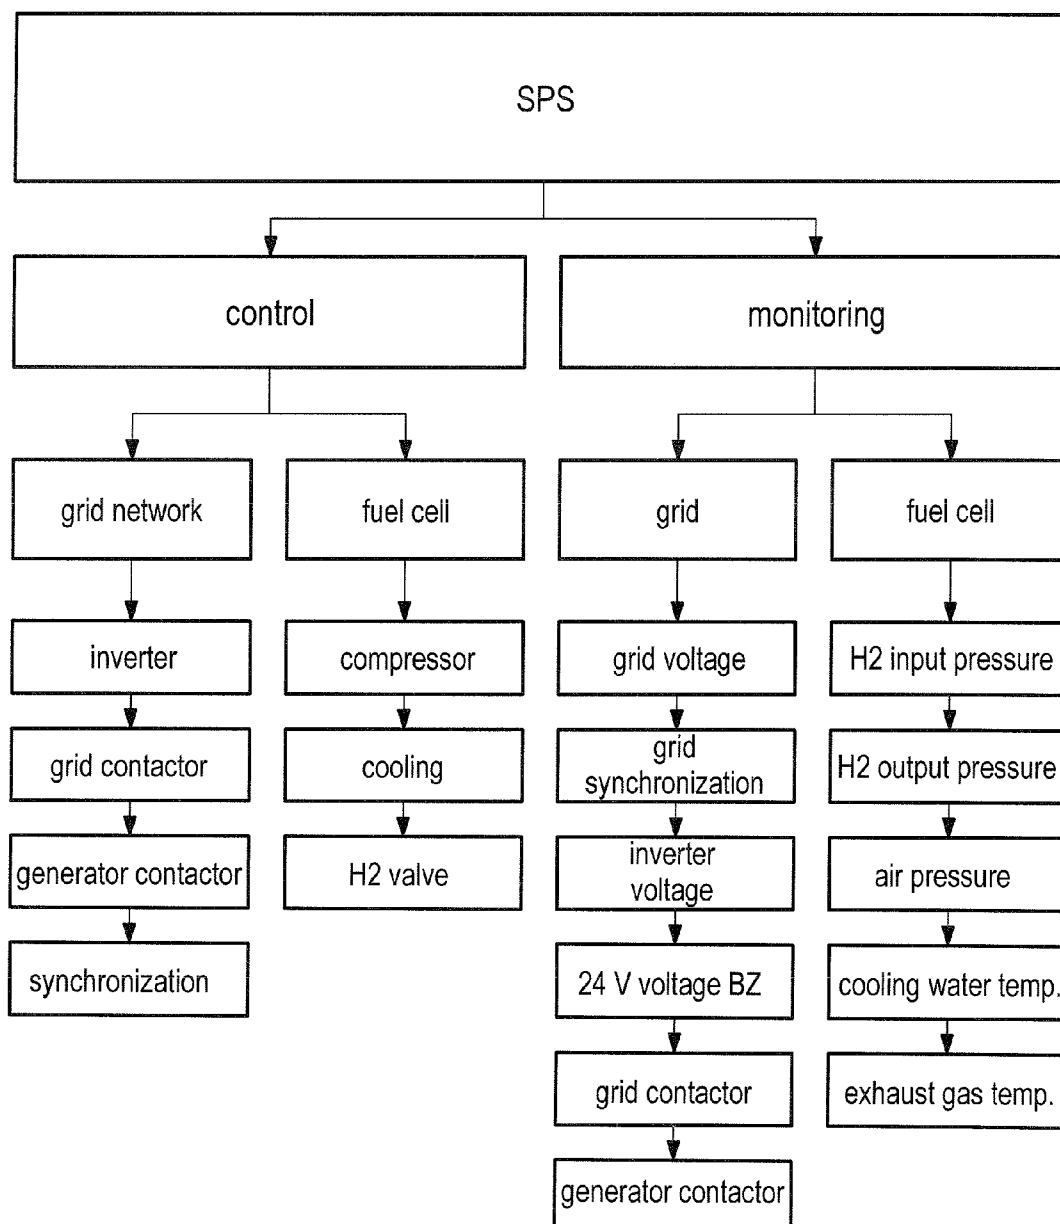 SPS
control
monitoring
grid network
fuel cell
grid
fuel cell
inverter
compressor
grid voltage
H2 input pressure
grid contactor
cooling
grid
synchronization
H2 output pressure
generator contactor
H2 valve
inverter
voltage
air pressure
synchronization
24 V voltage BZ
cooling water temp.
grid contactor
exhaust gas temp.
generator contactor